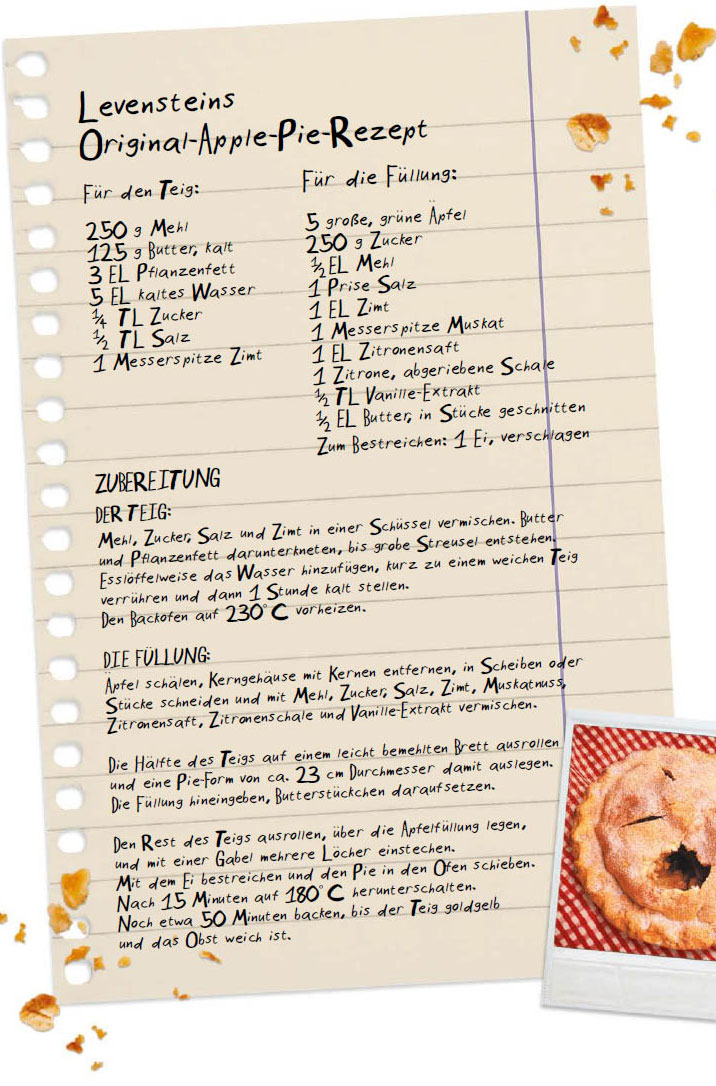 Levensteins
Original-Apple-Pie-Rezept
Für den Teig:
250 g Mehl
125 g Butter, kalt
3 EL Pflanzenfett
5 EL kaltes Wasser
¼ TL Zucker
½ TL Salz
1 Messerspitze Zimt
Für die Füllung:
5 große, grüne Äpfel
250 g Zucker
½ EL Mehl
1 Prise Salz
1 EL Zimt
1 Messerspitze Muskat
1 EL Zitronensaft
1 Zitrone, abgeriebene Schale
½ TL Vanille-Extrakt
½ EL Butter, in Stücke geschnitten
Zum Bestreichen: 1 Ei, verschlagen
ZUBEREITUNG
DER TEIG:
Mehl, Zucker, Salz und Zimt in einer Schüssel vermischen. Butter
und Pflanzenfett darunterkneten, bis grobe Streusel entstehen.
Esslöffelweise das Wasser hinzufügen, kurz zu einem weichen Teig
verrühren und dann 1 Stunde kalt stellen.
Den Backofen auf 230° C vorheizen.
DIE FÜLLUNG:
Äpfel schälen, Kerngehäuse mit Kernen entfernen, in Scheiben oder
Stücke schneiden und mit Mehl, Zucker, Salz, Zimt, Muskatnuss,
Zitronensaft, Zitronenschale und Vanille-Extrakt vermischen.
Die Hälfte des Teigs auf einem leicht bemehlten Brett ausrollen
und eine Pie-Form von ca. 23 cm Durchmesser damit auslegen.
Die Füllung hineingeben, Butterstückchen daraufsetzen.
Den Rest des Teigs ausrollen, über die Apfelfüllung legen,
und mit einer Gabel mehrere Löcher einstechen.
Mit dem Ei bestreichen und den Pie in den Ofen schieben.
Nach 15 Minuten auf 180° C herunterschalten.
Noch etwa 50 Minuten backen, bis der Teig goldgelb
und das Obst weich ist.